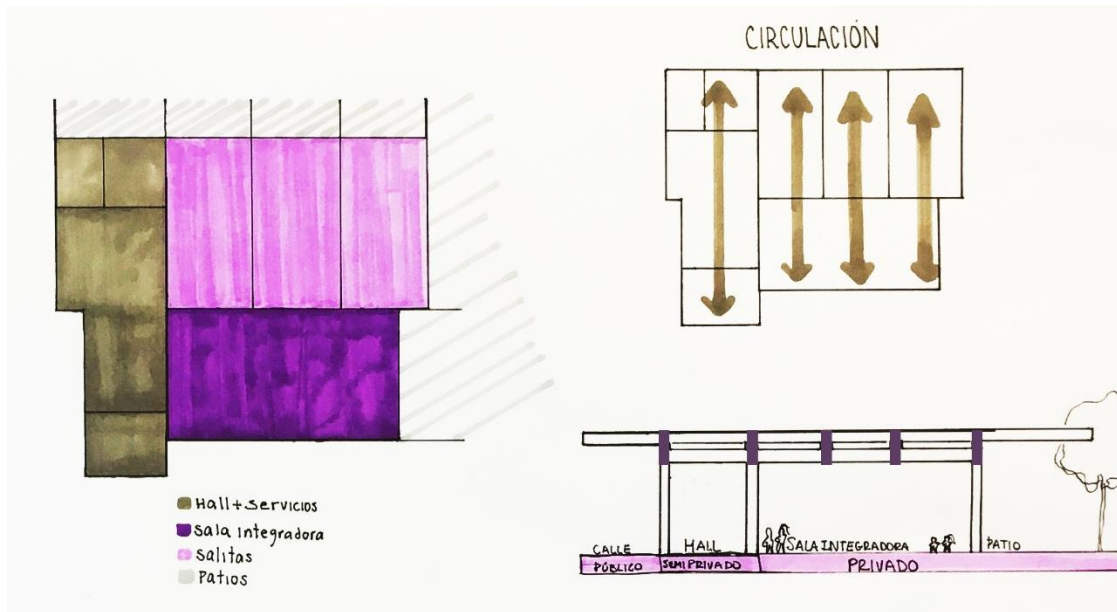 CIRCULACIÓN
Hall + Servicios
Sala integradora
Salitas
Patios
CALLE HALL SALA INTEGRADORA PATIO
PÚBLICO SEMIPRIVADO PRIVADO